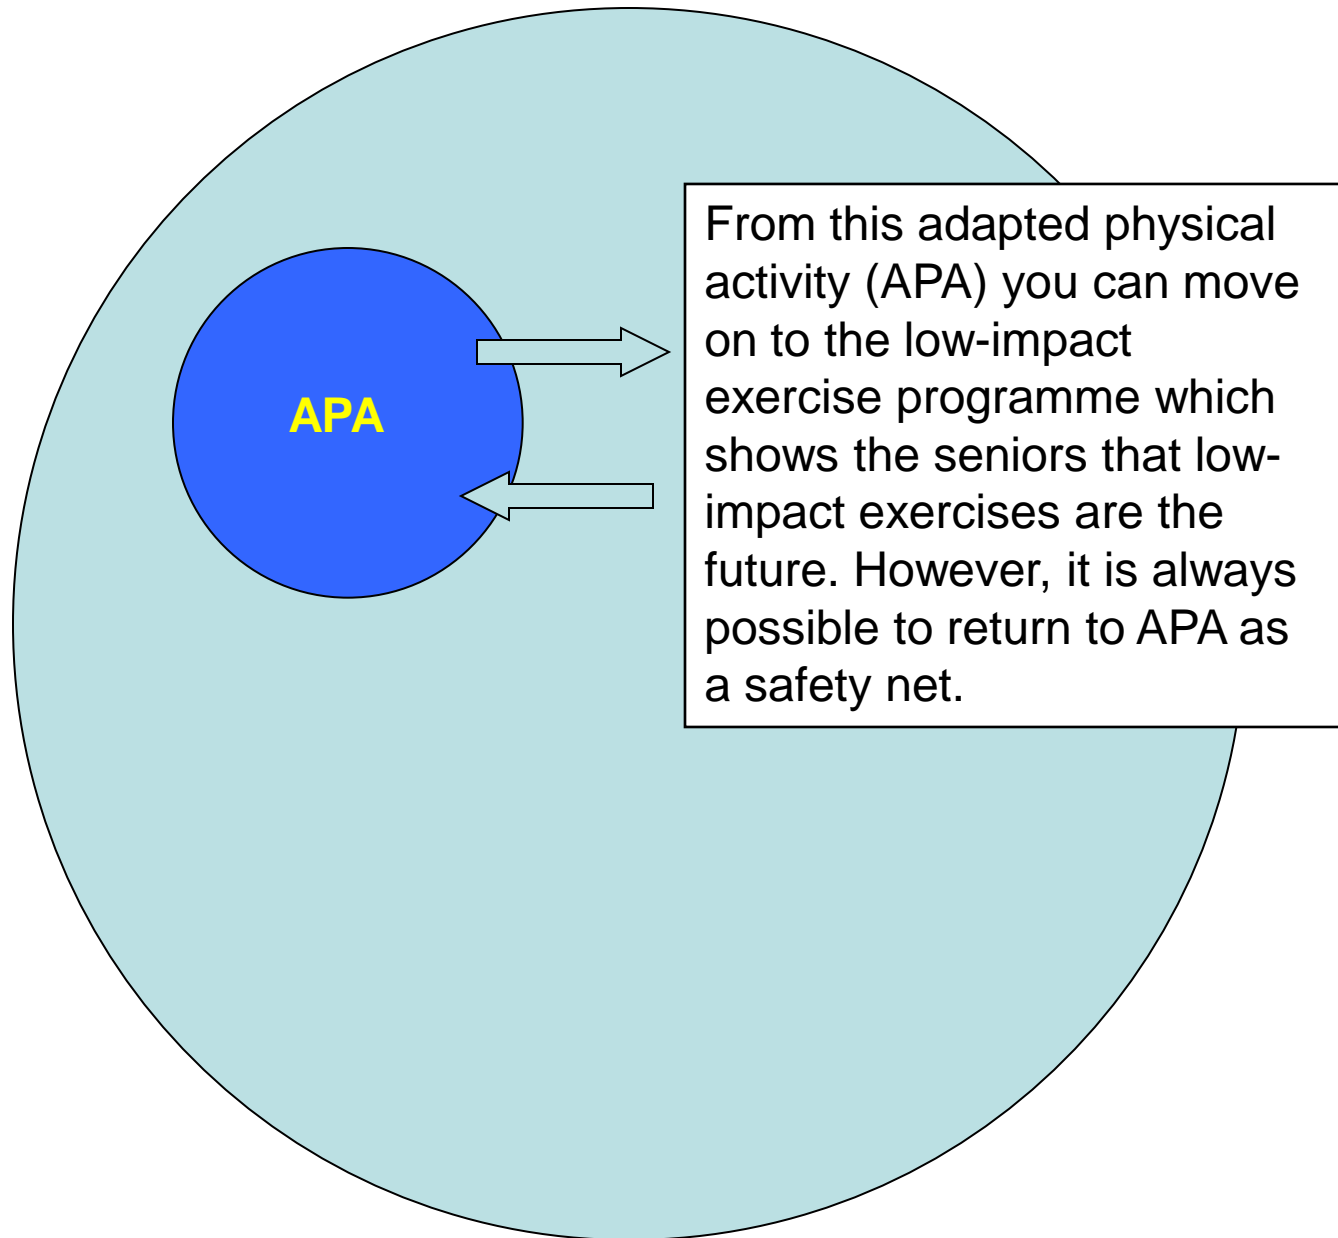 APA
From this adapted physical
activity (APA) you can move
on to the low-impact
exercise programme which
shows the seniors that low-
impact exercises are the
future. However, it is always
possible to return to APA as
a safety net.